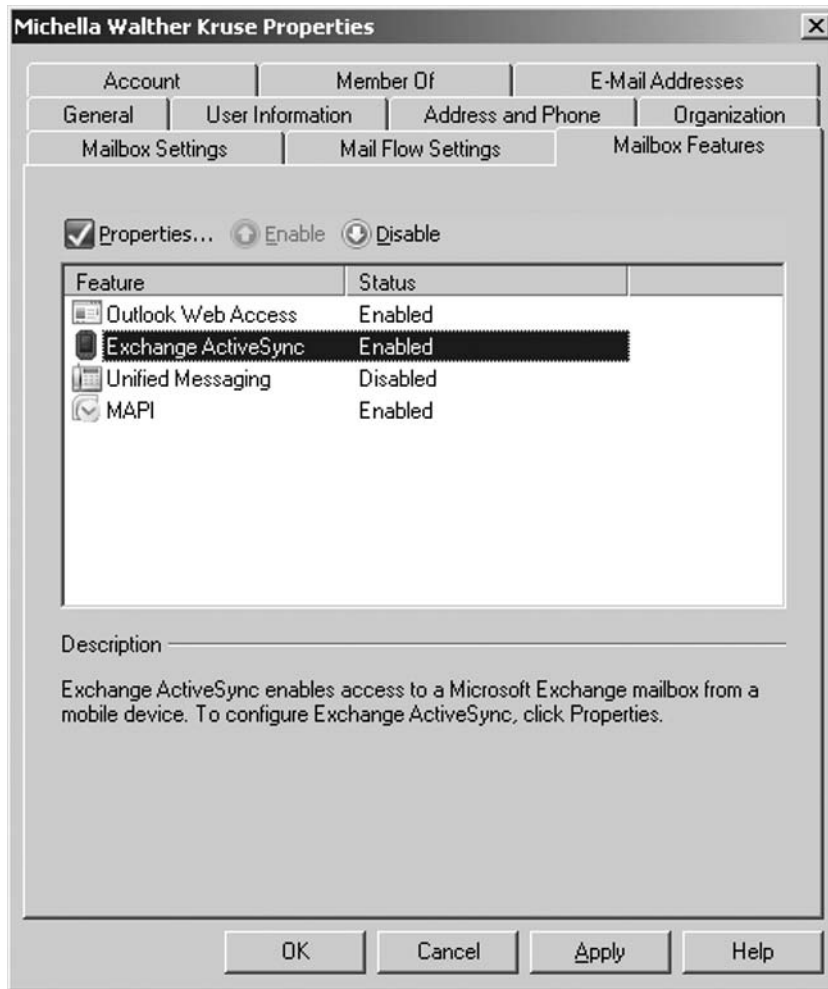 Michella Walther Kruse Properties
Account Member Of E-Mail Addresses
General User Information Address and Phone Organization
Mailbox Settings Mail Flow Settings Mailbox Features
Properties... Enable Disable
Feature Status
Outlook Web Access Enabled
Exchange ActiveSync Enabled
Unified Messaging Disabled
MAPI Enabled
Description
Exchange ActiveSync enables access to a Microsoft Exchange mailbox from a
mobile device. To configure Exchange ActiveSync, click Properties.
OK Cancel Apply Help